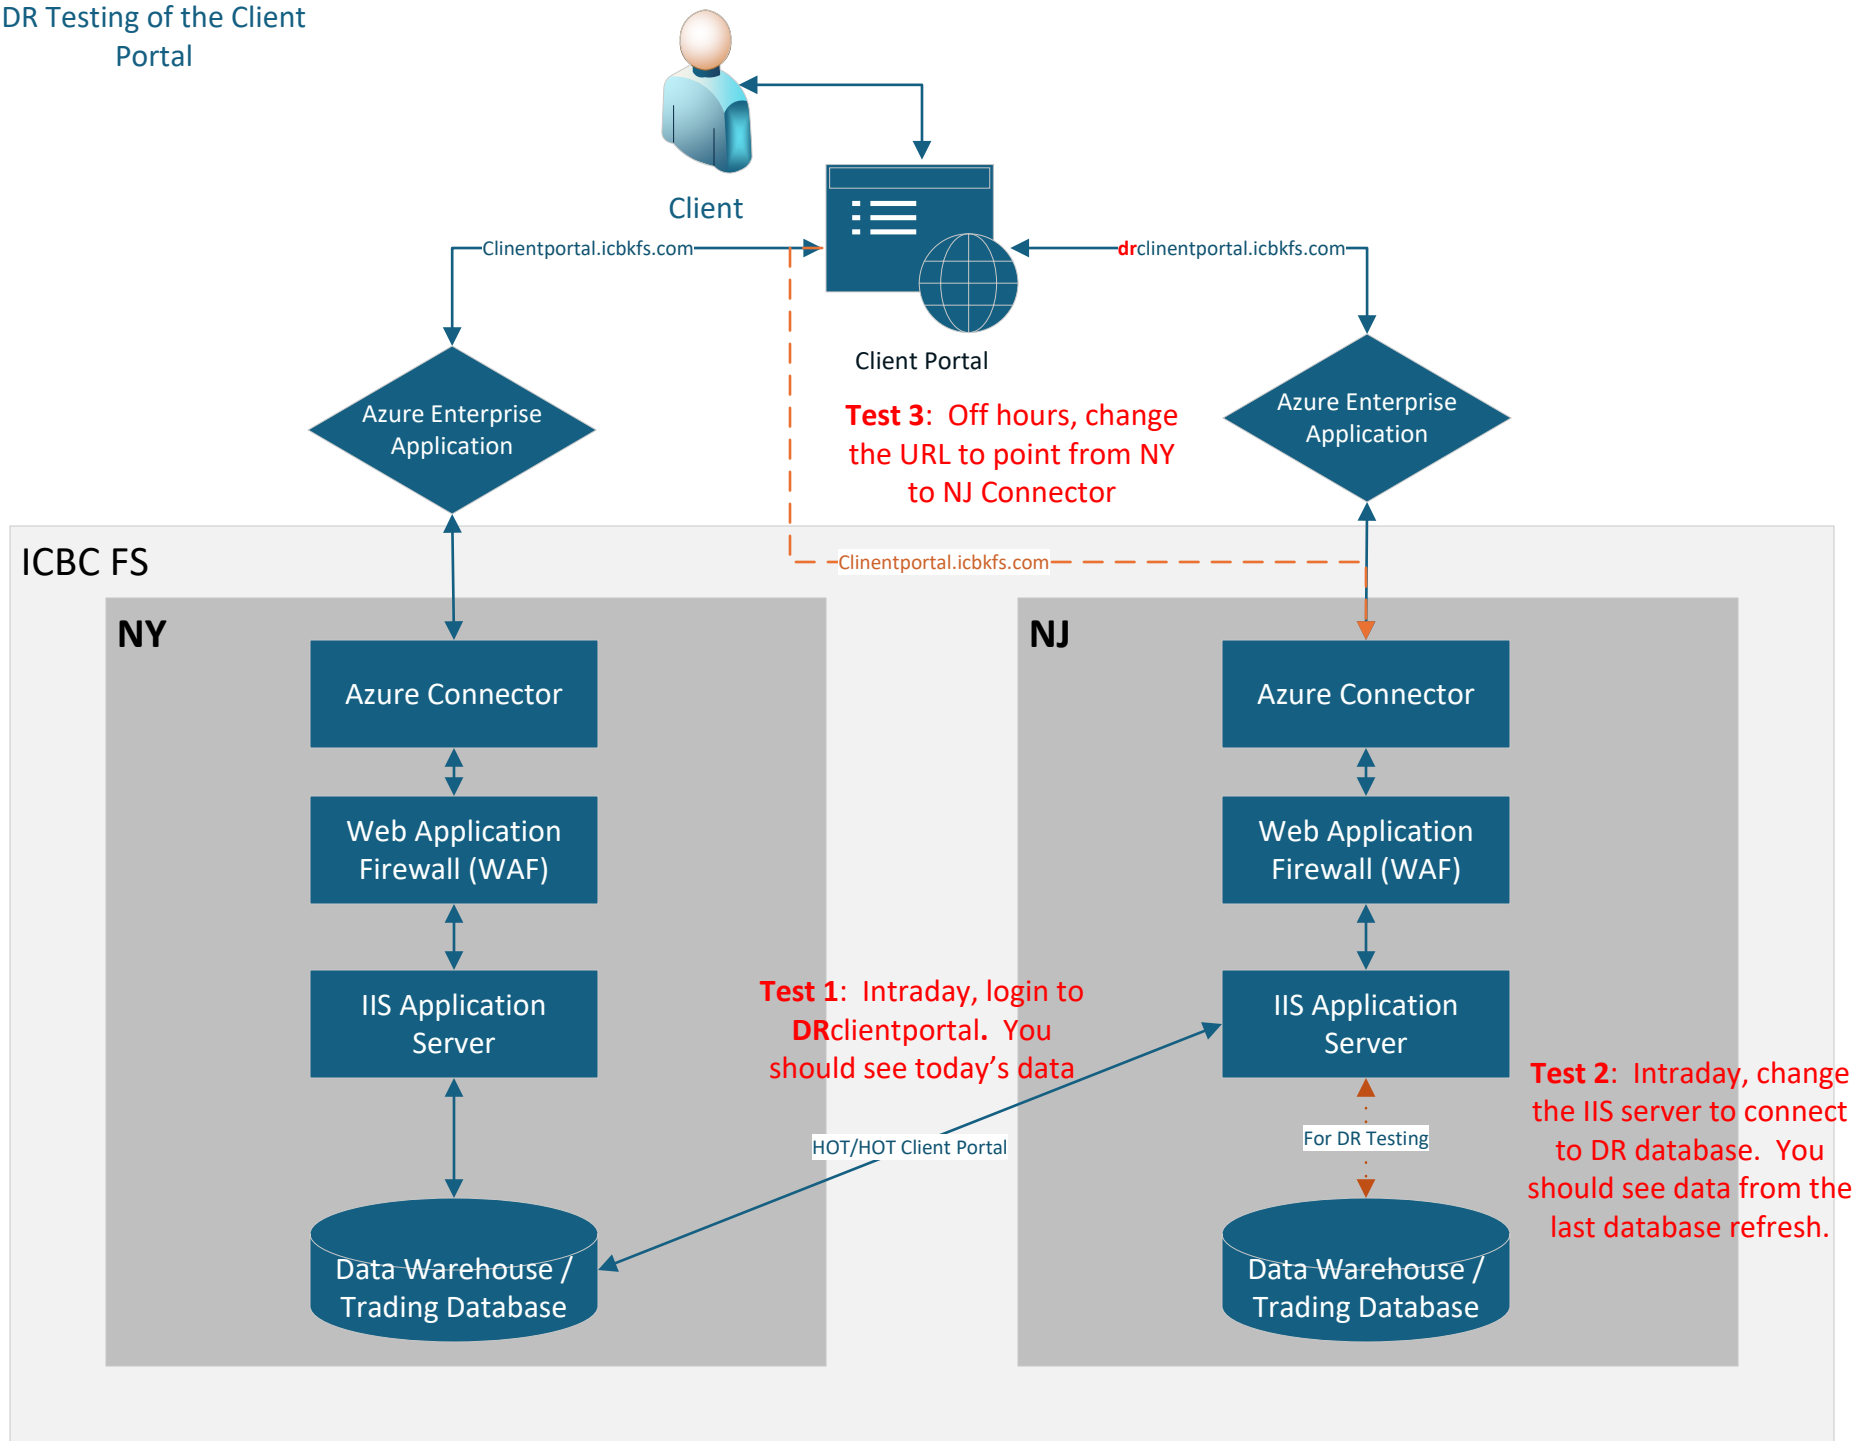 DR Testing of the Client
Portal
Client
Clinentportal.icbkfs.com
drclinentportal.icbkfs.com
Client Portal
Azure Enterprise
Application
Azure Enterprise
Application
Test 3:  Off hours, change
the URL to point from NY
to NJ Connector
ICBC FS
Clinentportal.icbkfs.com
NY
NJ
Azure Connector
Azure Connector
Web Application
Firewall (WAF)
Web Application
Firewall (WAF)
IIS Application
Server
Test 1:  Intraday, login to
DRclientportal.  You
should see today’s data
IIS Application
Server
Test 2:  Intraday, change
the IIS server to connect
to DR database.  You
should see data from the
last database refresh.
HOT/HOT Client Portal
For DR Testing
Data Warehouse /
Trading Database
Data Warehouse /
Trading Database